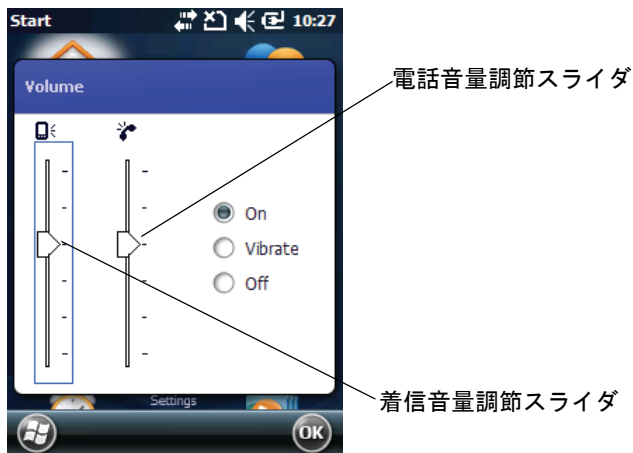 Start 10:27
Volume
電話音量調節スライダ
On
Vibrate
Off
着信音量調節スライダ
Settings
OK